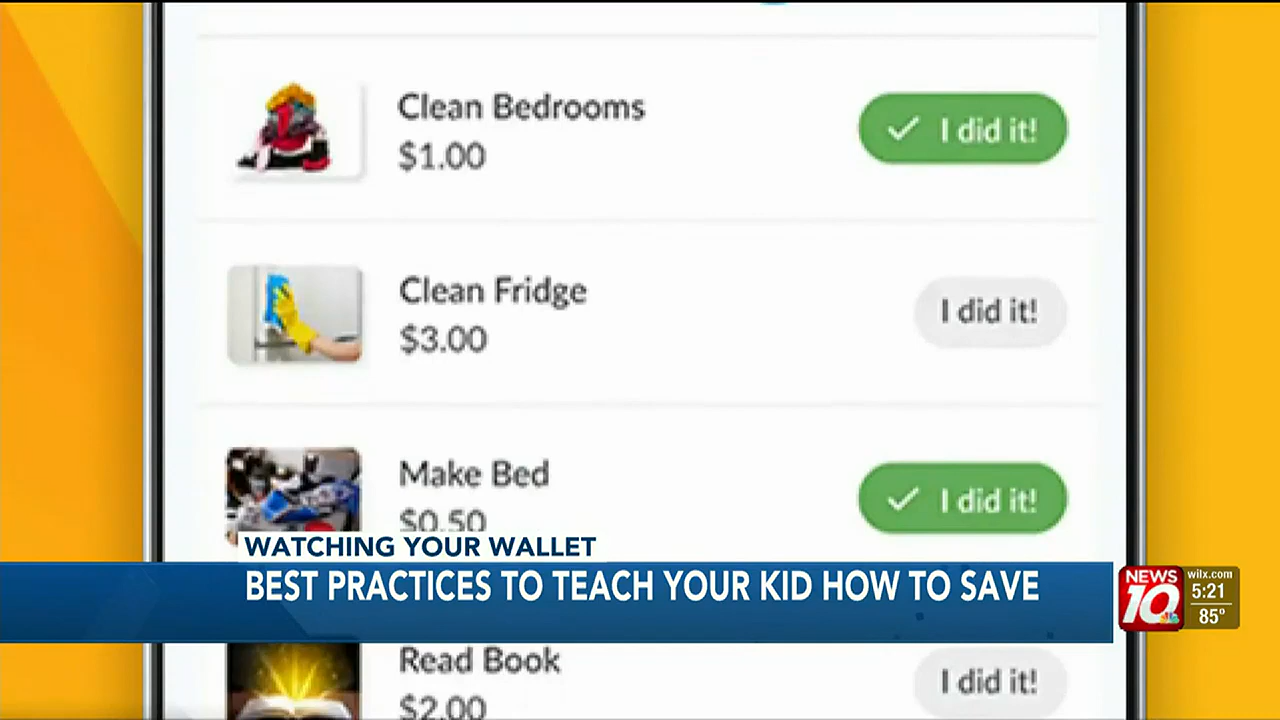 Clean Bedrooms
$1.00
✓ I did it!
Clean Fridge
$3.00
I did it!
Make Bed
$0.50
✓ I did it!
WATCHING YOUR WALLET
BEST PRACTICES TO TEACH YOUR KID HOW TO SAVE
NEWS
10
wilx.com
5:21
85°
Read Book
$2.00
I did it!